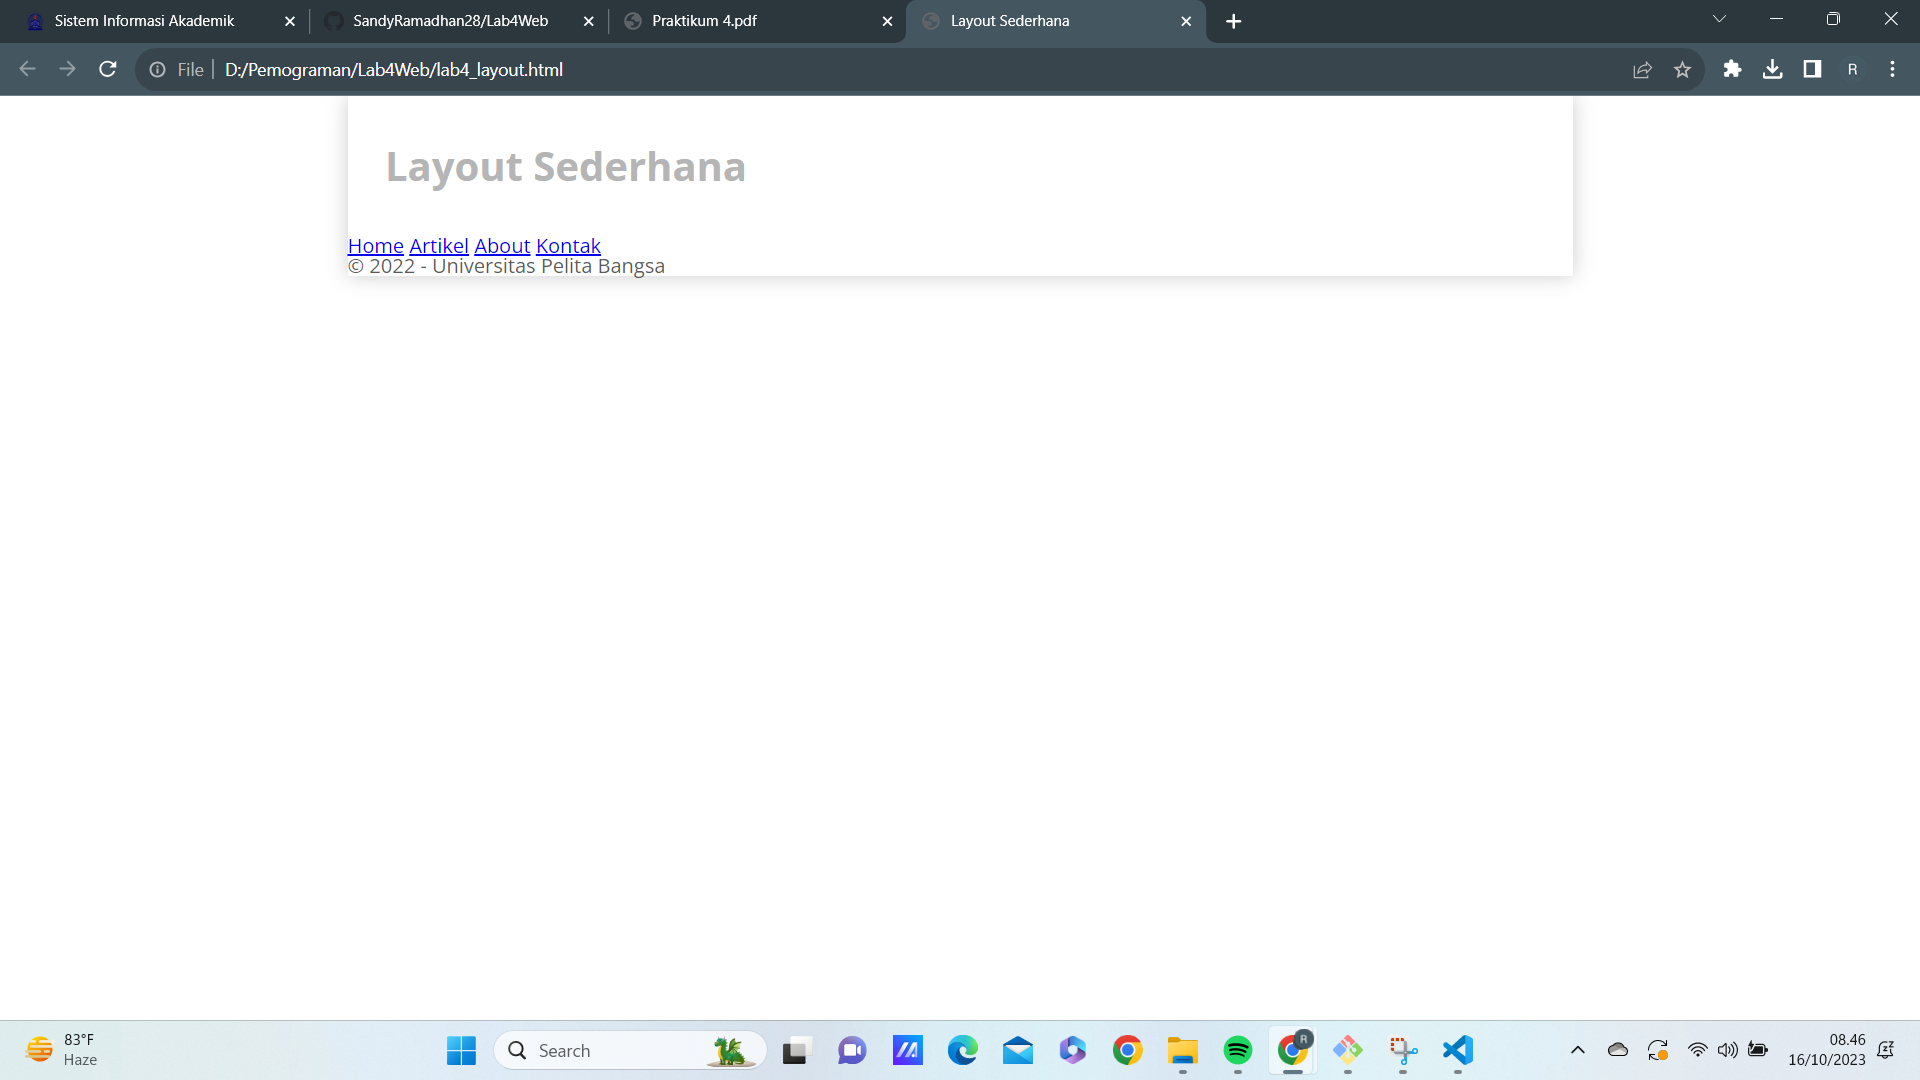 Sistem Informasi Akademik
SandyRamadhan28/Lab4Web
Praktikum 4.pdf
Layout Sederhana
File
D:/Pemograman/Lab4Web/lab4_layout.html
R
Layout Sederhana
Home Artikel About Kontak
© 2022 - Universitas Pelita Bangsa
83°F
Haze
Search
R
08.46
16/10/2023